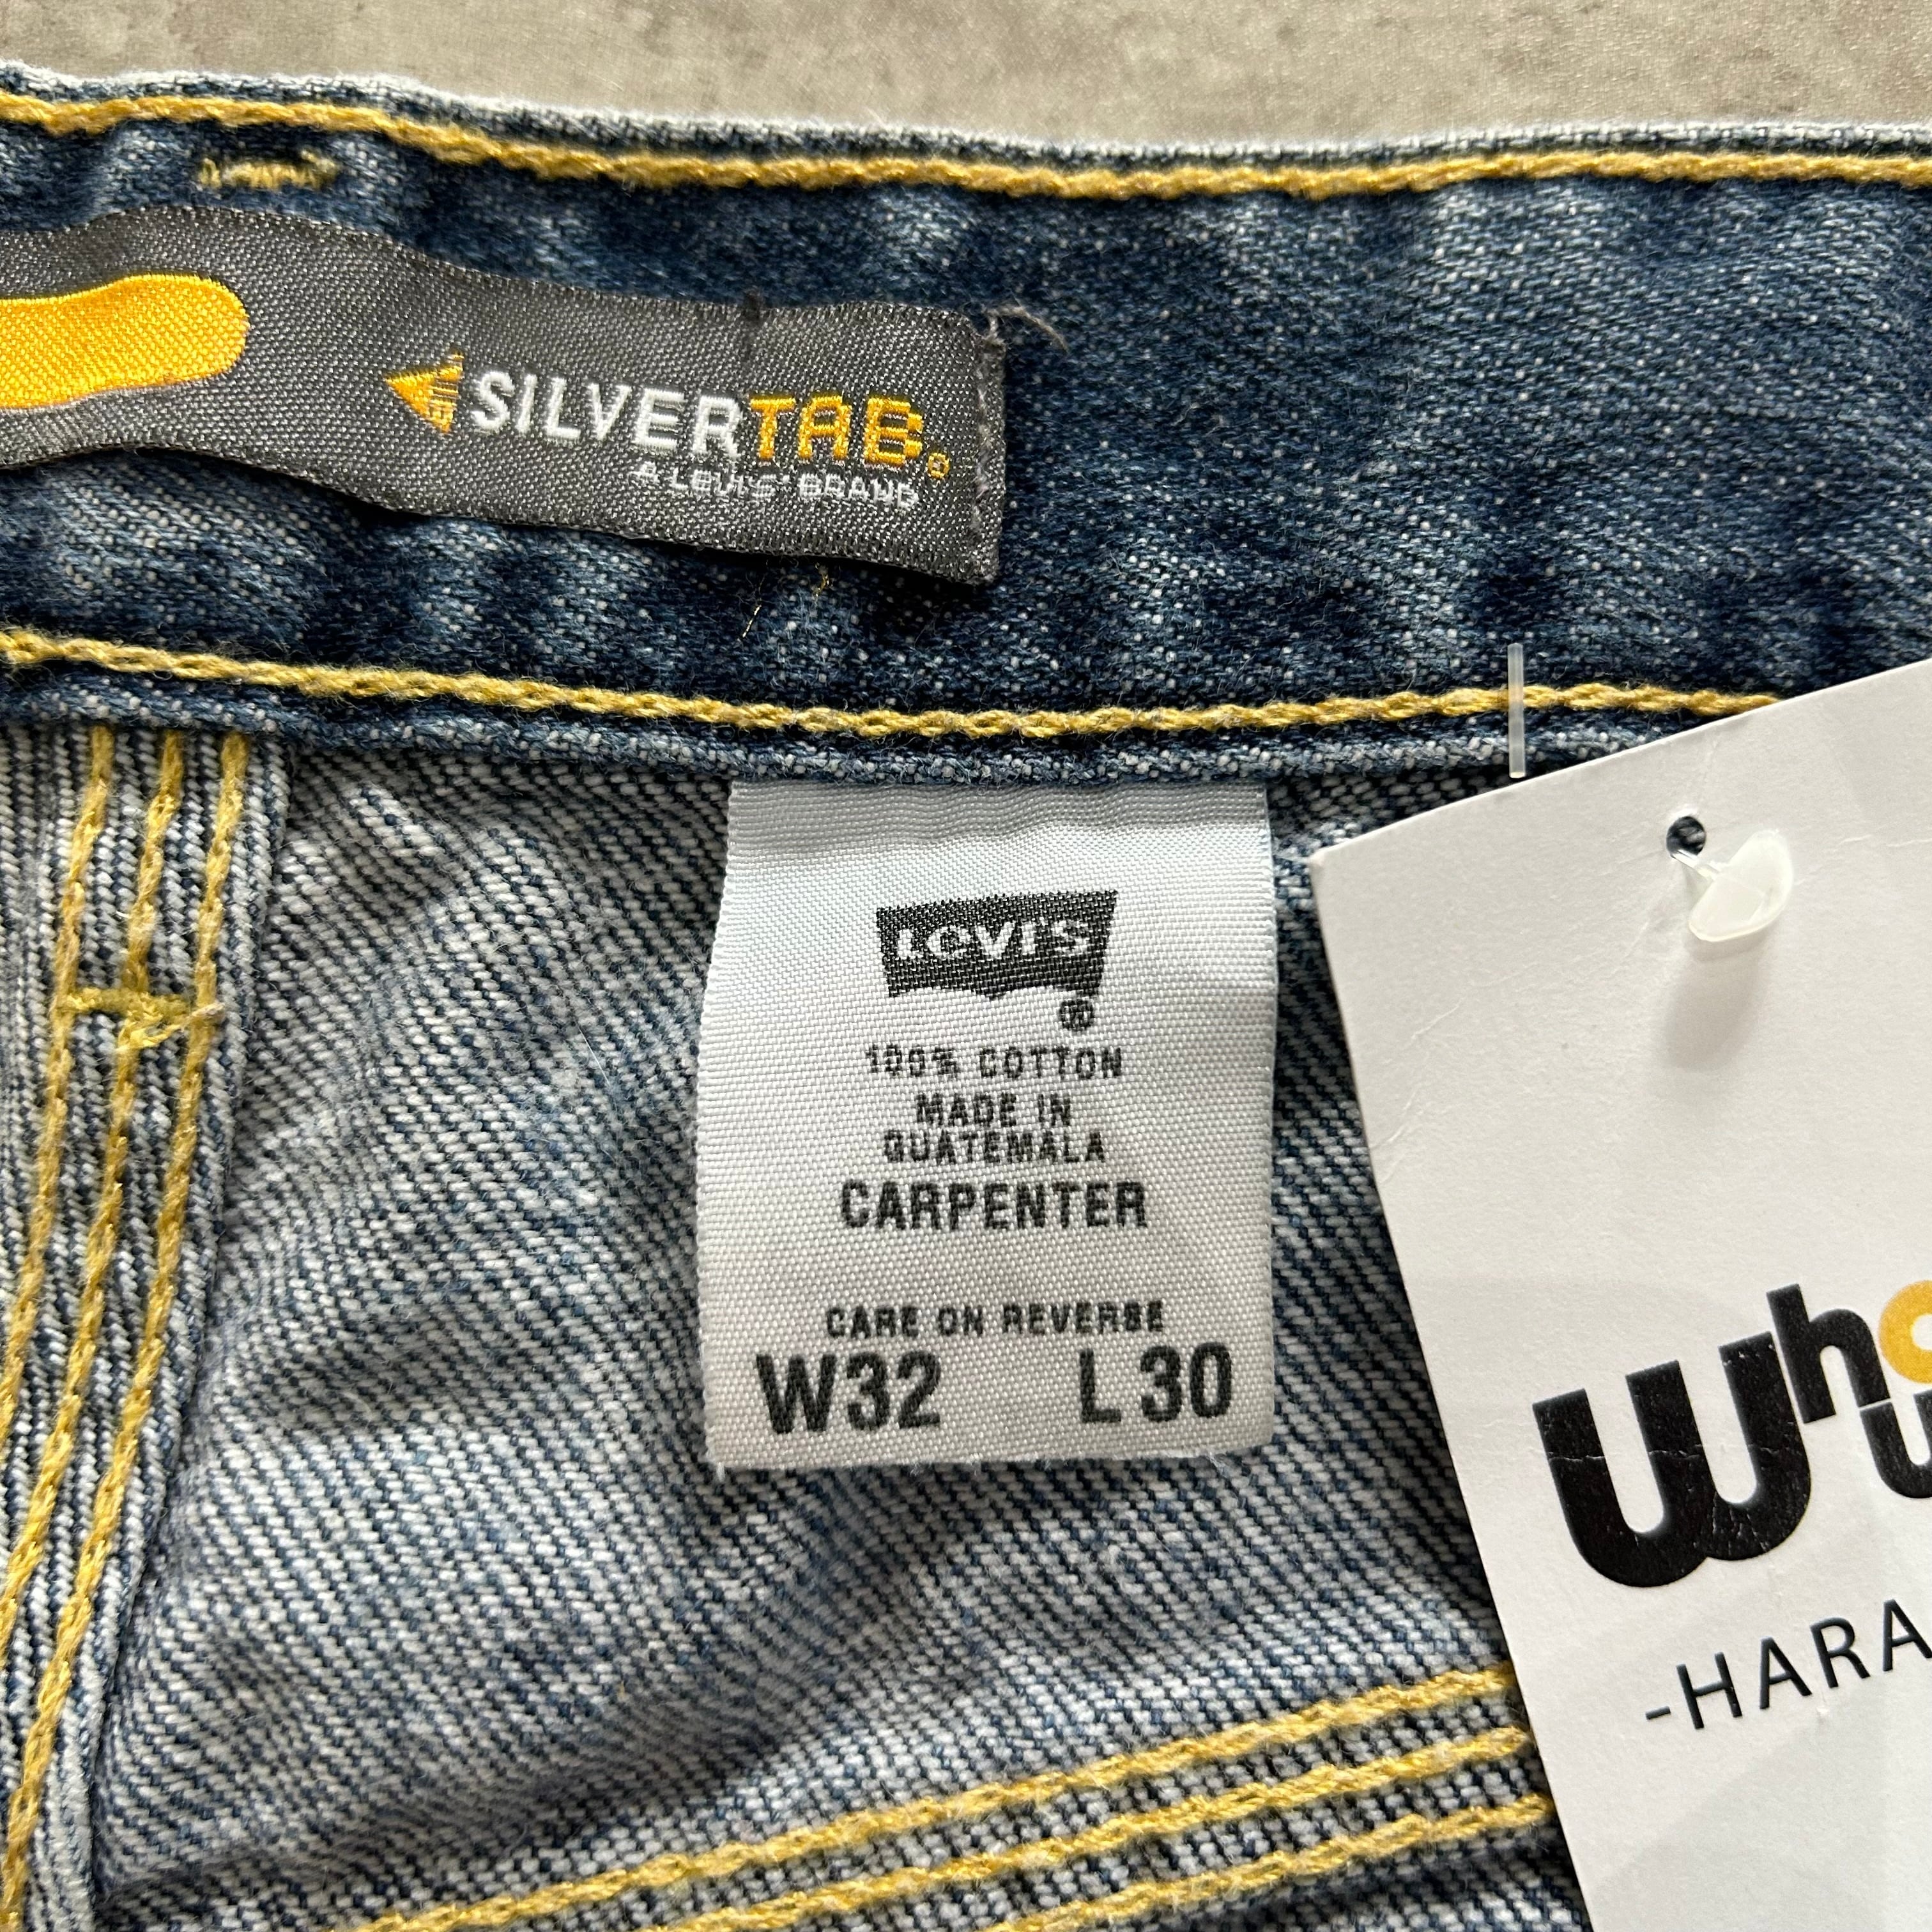 SILVERTAB®
A LEVI'S® BRAND
Levi's
®
100% COTTON
MADE IN
GUATEMALA
CARPENTER
CARE ON REVERSE
W32 L30
-HARA